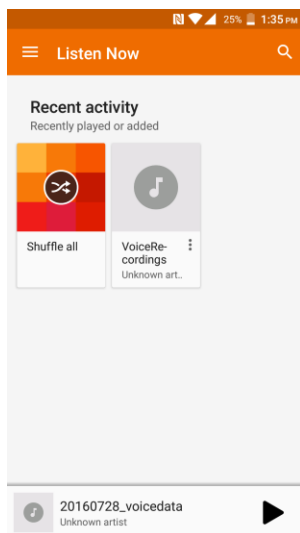 25% 1:35 PM
Listen Now
Recent activity
Recently played or added
Shuffle all
VoiceRe-
cordings
Unknown art..
20160728_voicedata
Unknown artist